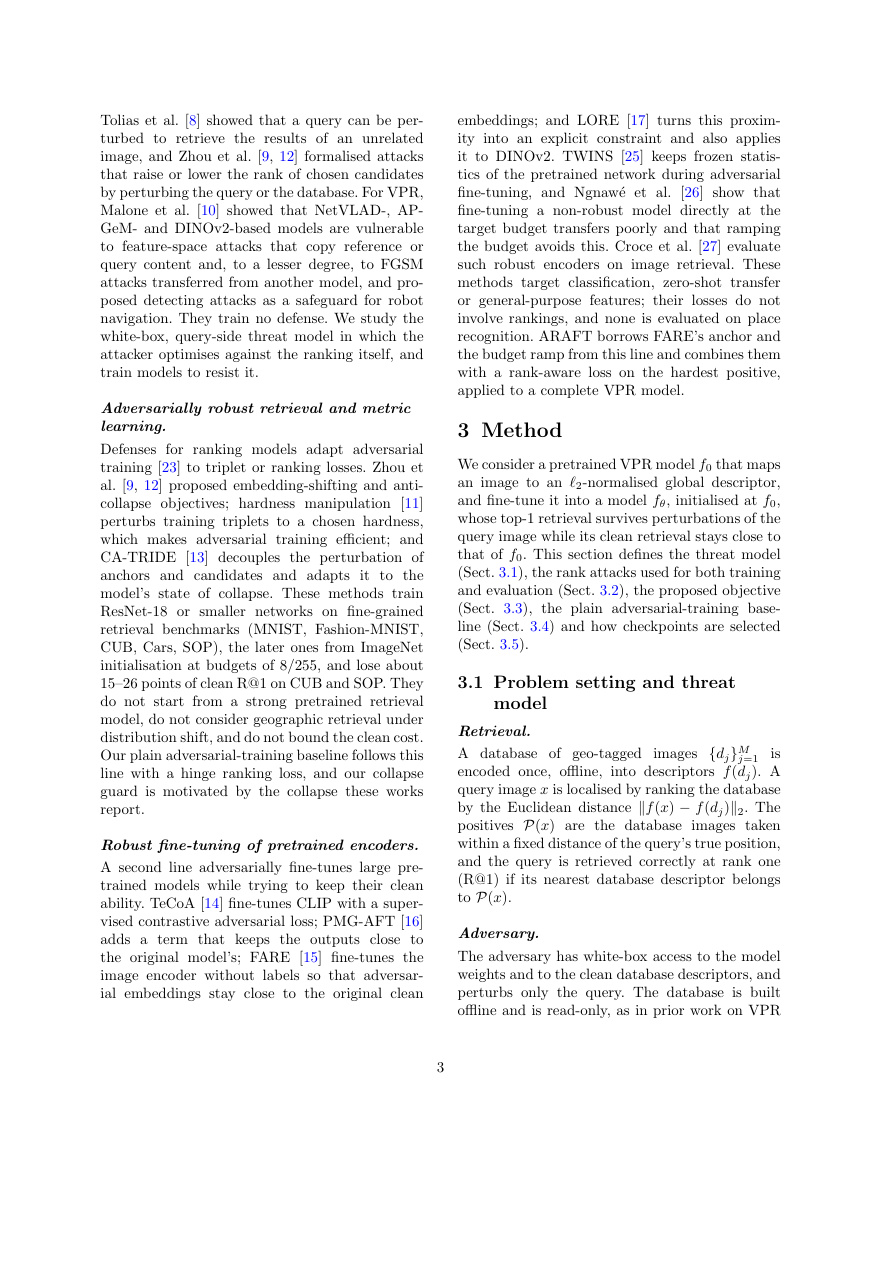 Tolias et al. [8] showed that a query can be per-
turbed to retrieve the results of an unrelated
image, and Zhou et al. [9, 12] formalised attacks
that raise or lower the rank of chosen candidates
by perturbing the query or the database. For VPR,
Malone et al. [10] showed that NetVLAD-, AP-
GeM- and DINOv2-based models are vulnerable
to feature-space attacks that copy reference or
query content and, to a lesser degree, to FGSM
attacks transferred from another model, and pro-
posed detecting attacks as a safeguard for robot
navigation. They train no defense. We study the
white-box, query-side threat model in which the
attacker optimises against the ranking itself, and
train models to resist it.
Adversarially robust retrieval and metric
learning.
Defenses for ranking models adapt adversarial
training [23] to triplet or ranking losses. Zhou et
al. [9, 12] proposed embedding-shifting and anti-
collapse objectives; hardness manipulation [11]
perturbs training triplets to a chosen hardness,
which makes adversarial training efficient; and
CA-TRIDE [13] decouples the perturbation of
anchors and candidates and adapts it to the
model's state of collapse. These methods train
ResNet-18 or smaller networks on fine-grained
retrieval benchmarks (MNIST, Fashion-MNIST,
CUB, Cars, SOP), the later ones from ImageNet
initialisation at budgets of 8/255, and lose about
15–26 points of clean R@1 on CUB and SOP. They
do not start from a strong pretrained retrieval
model, do not consider geographic retrieval under
distribution shift, and do not bound the clean cost.
Our plain adversarial-training baseline follows this
line with a hinge ranking loss, and our collapse
guard is motivated by the collapse these works
report.
Robust fine-tuning of pretrained encoders.
A second line adversarially fine-tunes large pre-
trained models while trying to keep their clean
ability. TeCoA [14] fine-tunes CLIP with a super-
vised contrastive adversarial loss; PMG-AFT [16]
adds a term that keeps the outputs close to
the original model's; FARE [15] fine-tunes the
image encoder without labels so that adversar-
ial embeddings stay close to the original clean
embeddings; and LORE [17] turns this proxim-
ity into an explicit constraint and also applies
it to DINOv2. TWINS [25] keeps frozen statis-
tics of the pretrained network during adversarial
fine-tuning, and Ngnawé et al. [26] show that
fine-tuning a non-robust model directly at the
target budget transfers poorly and that ramping
the budget avoids this. Croce et al. [27] evaluate
such robust encoders on image retrieval. These
methods target classification, zero-shot transfer
or general-purpose features; their losses do not
involve rankings, and none is evaluated on place
recognition. ARAFT borrows FARE's anchor and
the budget ramp from this line and combines them
with a rank-aware loss on the hardest positive,
applied to a complete VPR model.
3 Method
We consider a pretrained VPR model f₀ that maps
an image to an ℓ₂-normalised global descriptor,
and fine-tune it into a model f_θ, initialised at f₀,
whose top-1 retrieval survives perturbations of the
query image while its clean retrieval stays close to
that of f₀. This section defines the threat model
(Sect. 3.1), the rank attacks used for both training
and evaluation (Sect. 3.2), the proposed objective
(Sect. 3.3), the plain adversarial-training base-
line (Sect. 3.4) and how checkpoints are selected
(Sect. 3.5).
3.1 Problem setting and threat
model
Retrieval.
A database of geo-tagged images {d_j}_{j=1}^M is
encoded once, offline, into descriptors f(d_j). A
query image x is localised by ranking the database
by the Euclidean distance ‖f(x) − f(d_j)‖₂. The
positives 𝒫(x) are the database images taken
within a fixed distance of the query's true position,
and the query is retrieved correctly at rank one
(R@1) if its nearest database descriptor belongs
to 𝒫(x).
Adversary.
The adversary has white-box access to the model
weights and to the clean database descriptors, and
perturbs only the query. The database is built
offline and is read-only, as in prior work on VPR
3